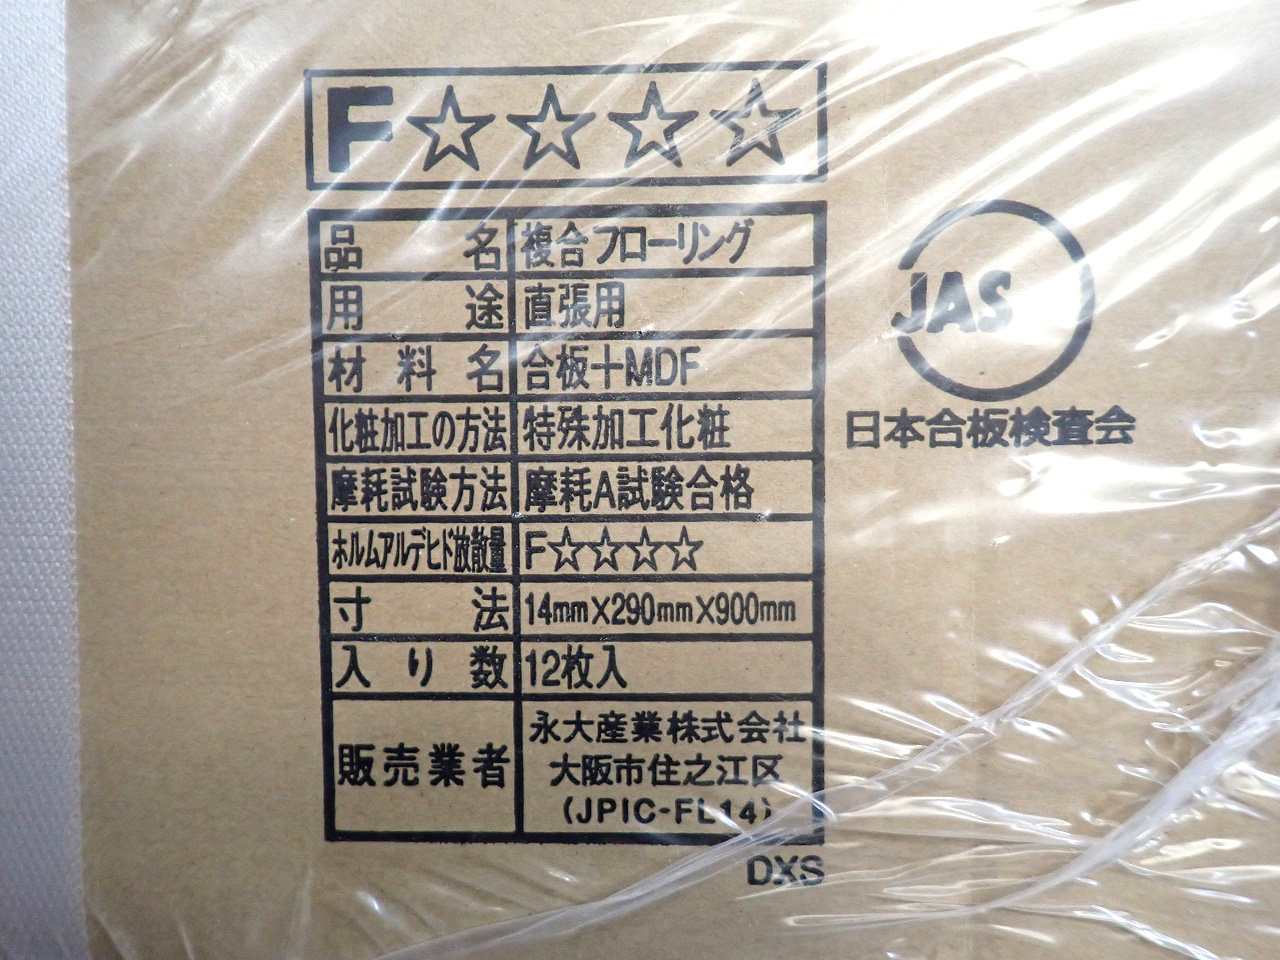 F☆☆☆☆
品名 複合フローリング
用途 直張用
材料名 合板+MDF
化粧加工の方法 特殊加工化粧
摩耗試験方法 摩耗A試験合格
ホルムアルデヒド放散量 F☆☆☆☆
寸法 14mm×290mm×900mm
入り数 12枚入
販売業者 永大産業株式会社
大阪市住之江区
(JPIC-FL14)
JAS
日本合板検査会
DXS